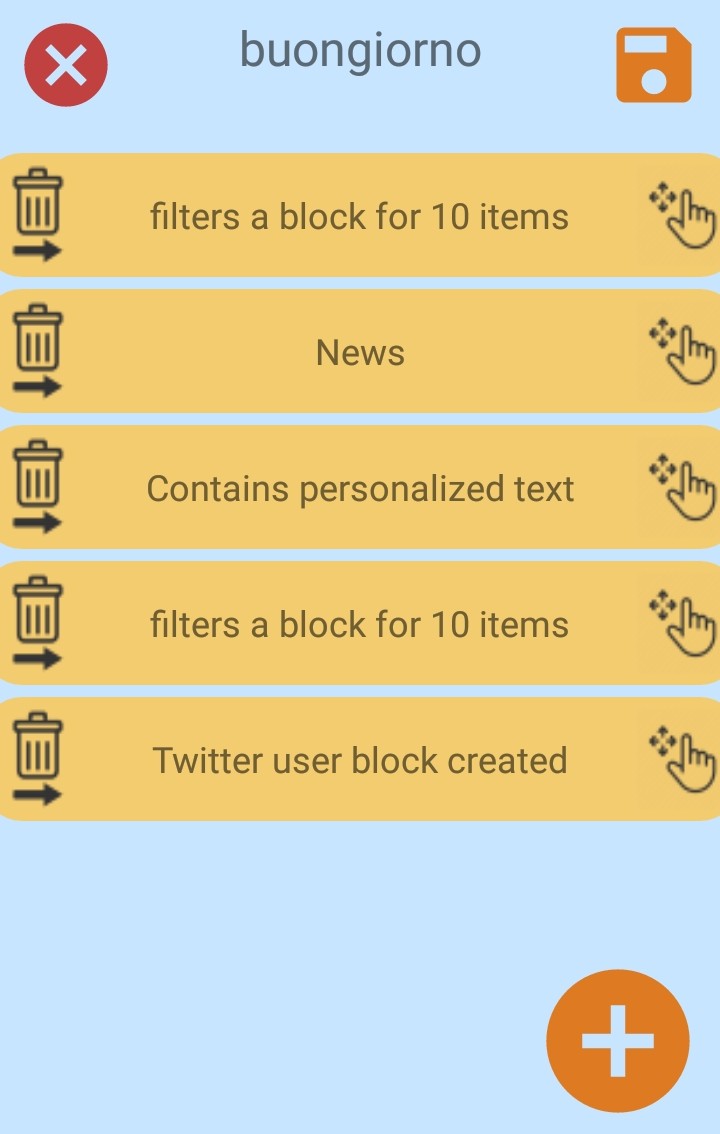 buongiorno
filters a block for 10 items
News
Contains personalized text
filters a block for 10 items
Twitter user block created